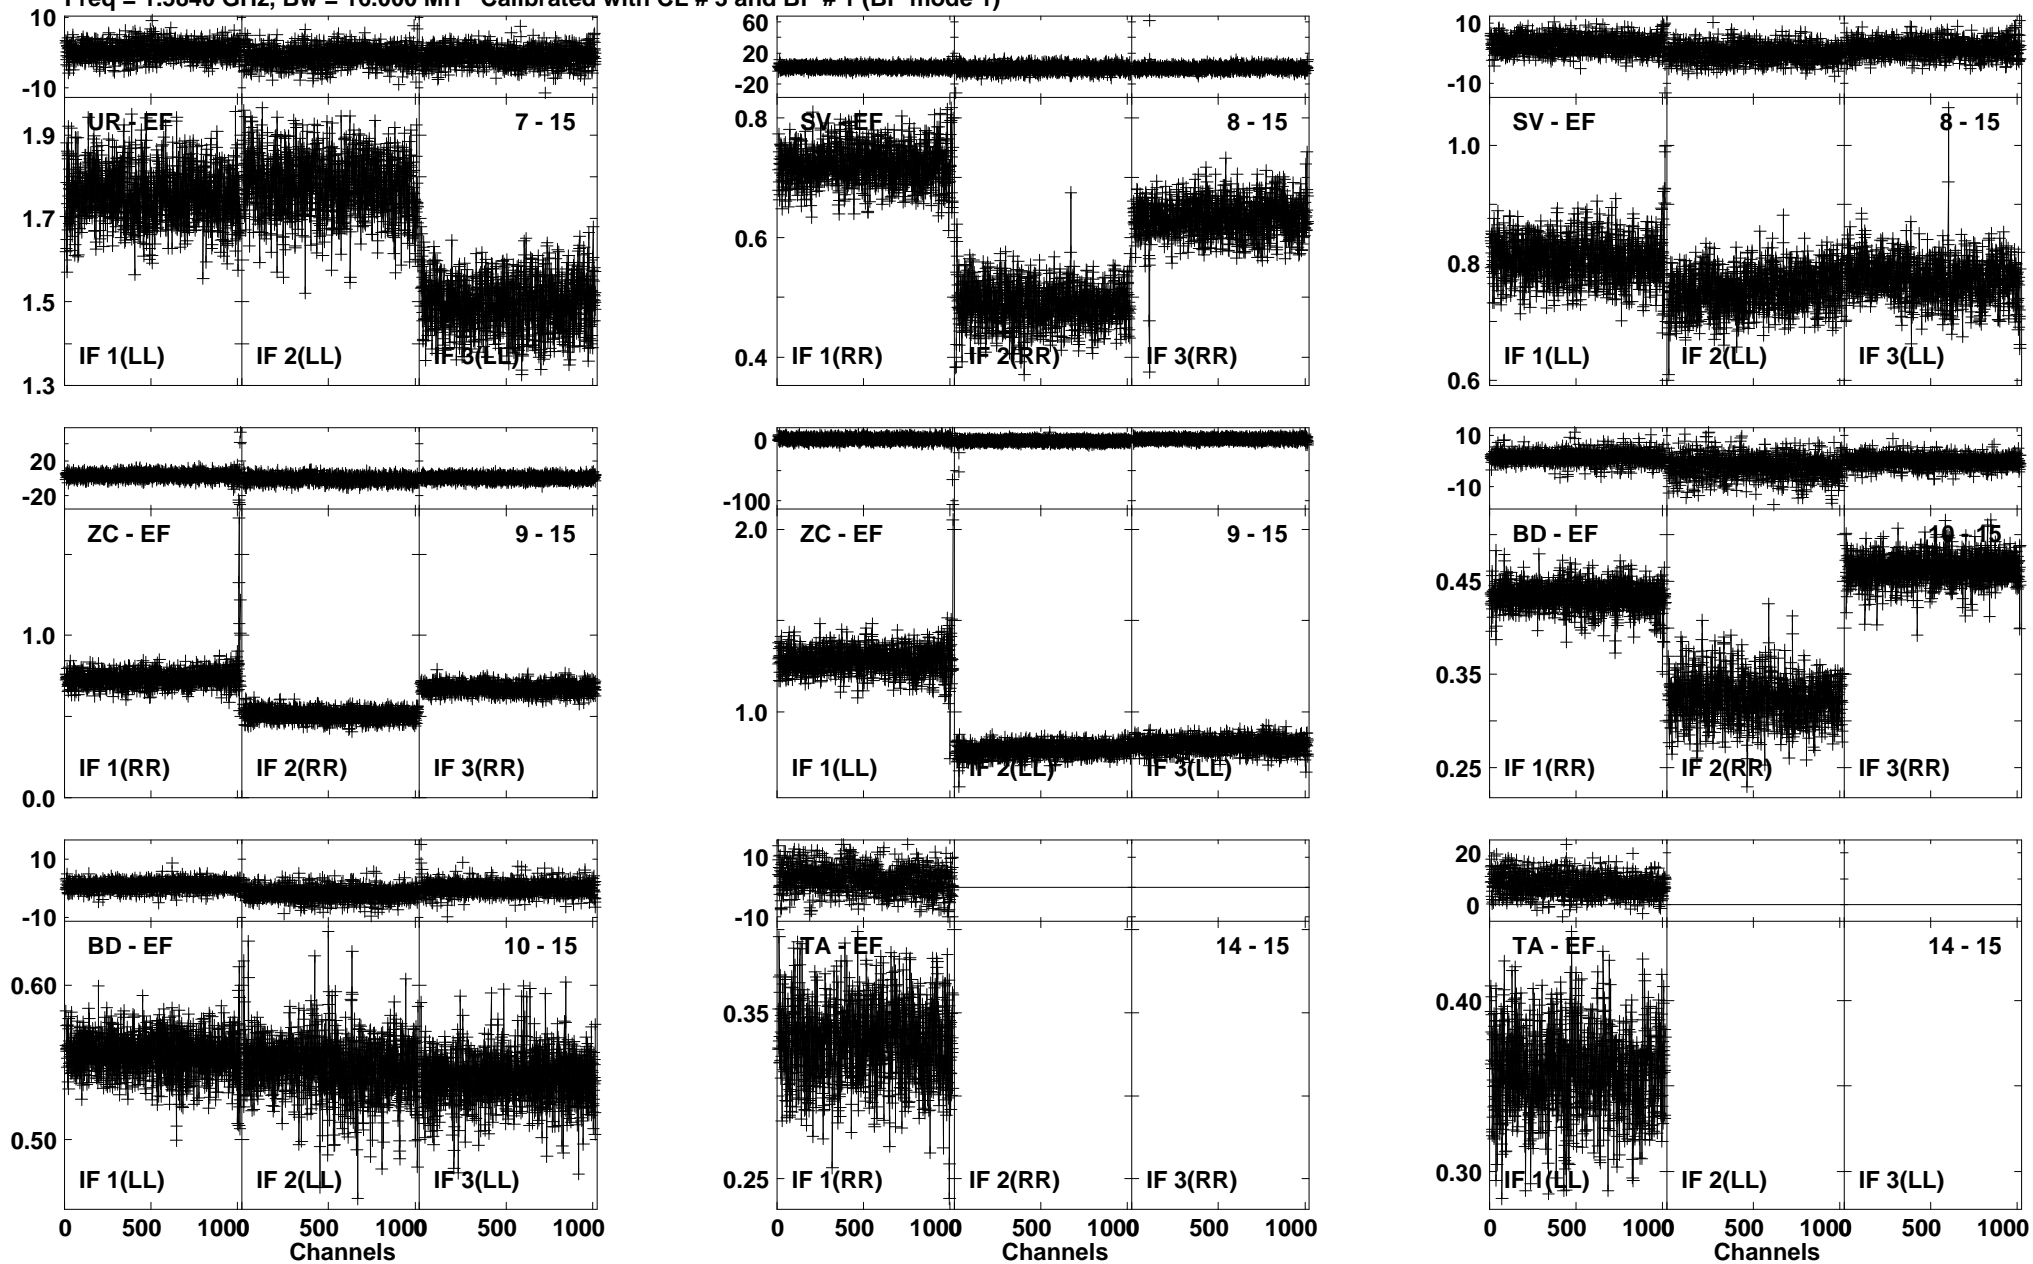 Calibrated with CL # 3 and BP # 1 (BP mode 1)
10
-10
UR - EF 7 - 15
1.9
1.7
1.5
1.3
IF 1(LL) IF 2(LL) IF 3(LL)
60
20
-20
SV - EF 8 - 15
0.8
0.6
0.4
IF 1(RR) IF 2(RR) IF 3(RR)
10
-10
SV - EF 8 - 15
1.0
0.8
0.6
IF 1(LL) IF 2(LL) IF 3(LL)
20
-20
ZC - EF 9 - 15
1.0
0.0
IF 1(RR) IF 2(RR) IF 3(RR)
0
-100
ZC - EF 9 - 15
2.0
1.0
IF 1(LL) IF 2(LL) IF 3(LL)
10
-10
BD - EF 10 - 15
0.45
0.35
0.25
IF 1(RR) IF 2(RR) IF 3(RR)
10
-10
BD - EF 10 - 15
0.60
0.50
IF 1(LL) IF 2(LL) IF 3(LL)
0 500 1000 500 1000 500 1000
Channels
10
-10
TA - EF 14 - 15
0.35
0.25
IF 1(RR) IF 2(RR) IF 3(RR)
20
0
TA - EF 14 - 15
0.40
0.30
IF 1(LL) IF 2(LL) IF 3(LL)
0 500 1000 500 1000 500 1000
Channels